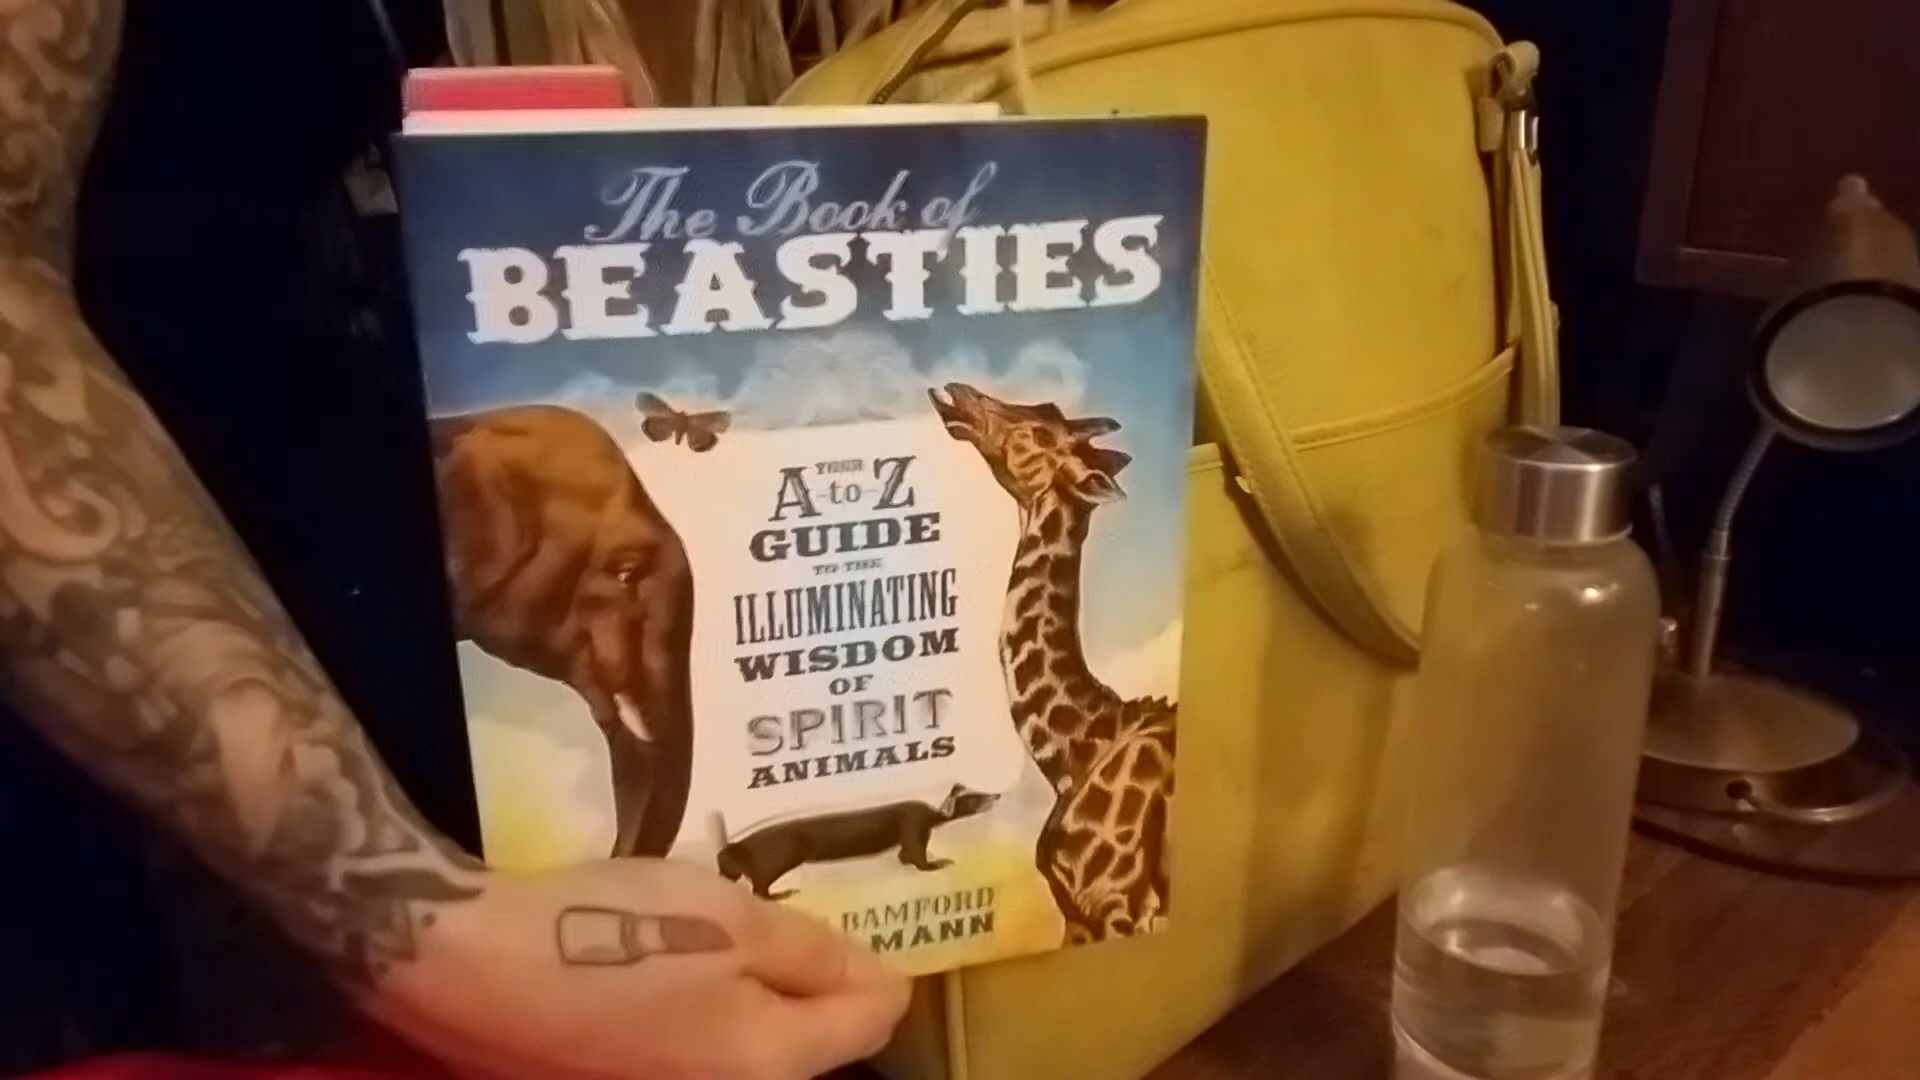 The Book of
BEASTIES
YOUR
A-to-Z
GUIDE
TO THE
ILLUMINATING
WISDOM
OF
SPIRIT
ANIMALS
BAMFORD
MANN